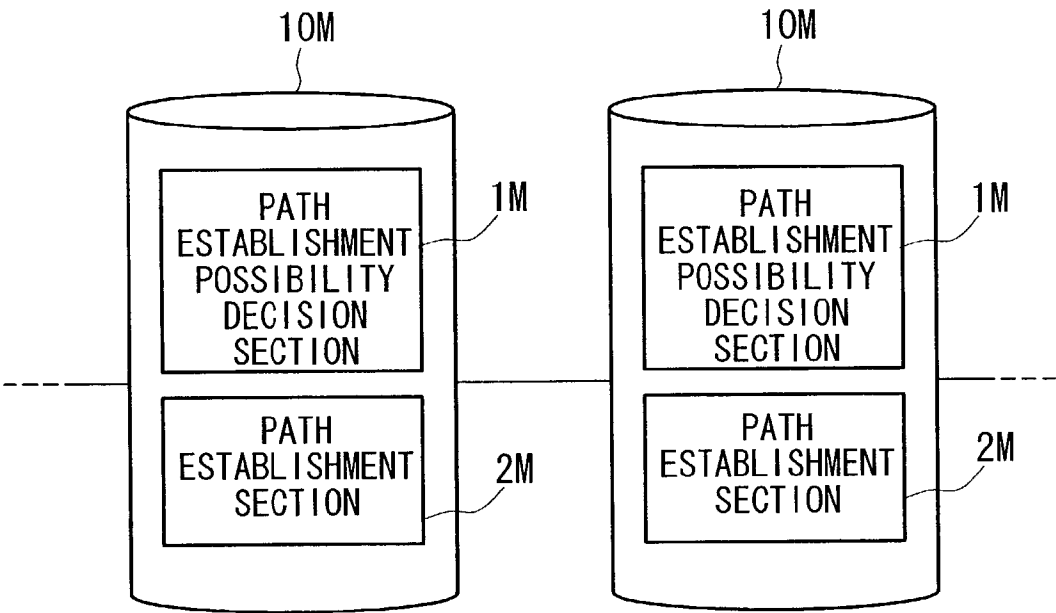 10M
10M
PATH
ESTABLISHMENT
POSSIBILITY
DECISION
SECTION
1M
PATH
ESTABLISHMENT
SECTION
2M
PATH
ESTABLISHMENT
POSSIBILITY
DECISION
SECTION
1M
PATH
ESTABLISHMENT
SECTION
2M